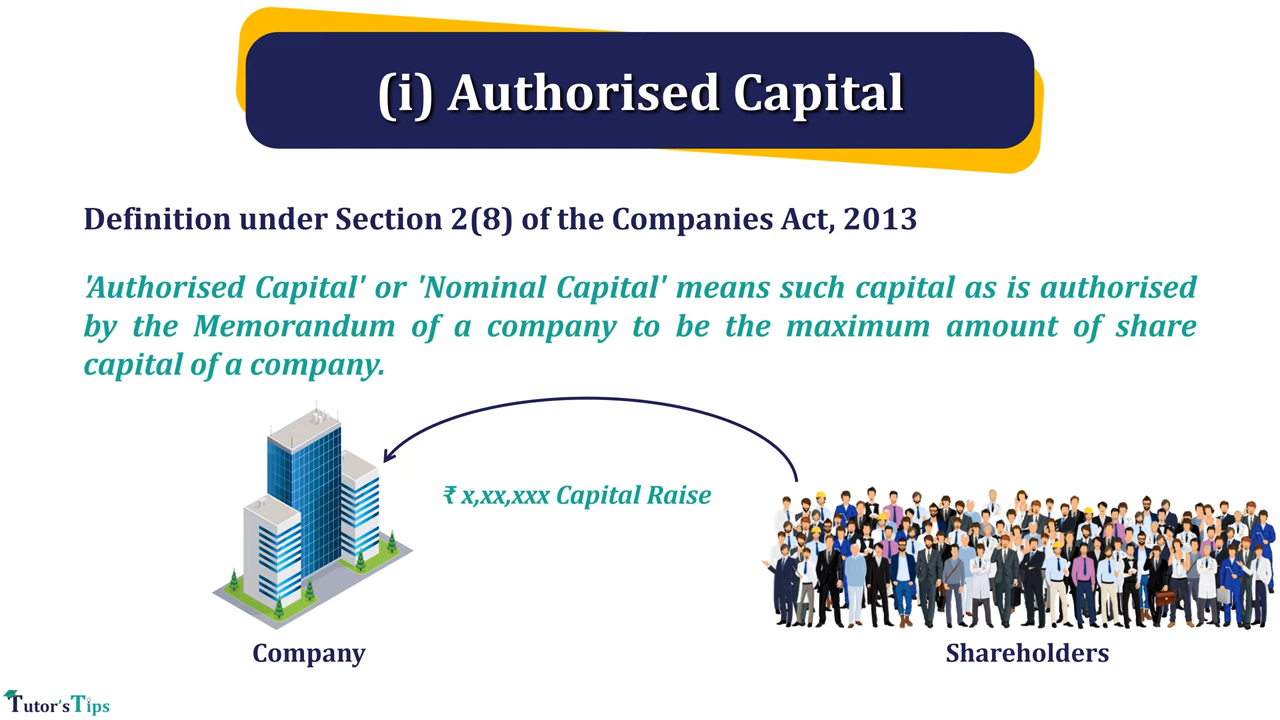 (i) Authorised Capital
Definition under Section 2(8) of the Companies Act, 2013
'Authorised Capital' or 'Nominal Capital' means such capital as is authorised
by the Memorandum of a company to be the maximum amount of share
capital of a company.
₹ x,xx,xxx Capital Raise
Company
Shareholders
Tutor'sTips